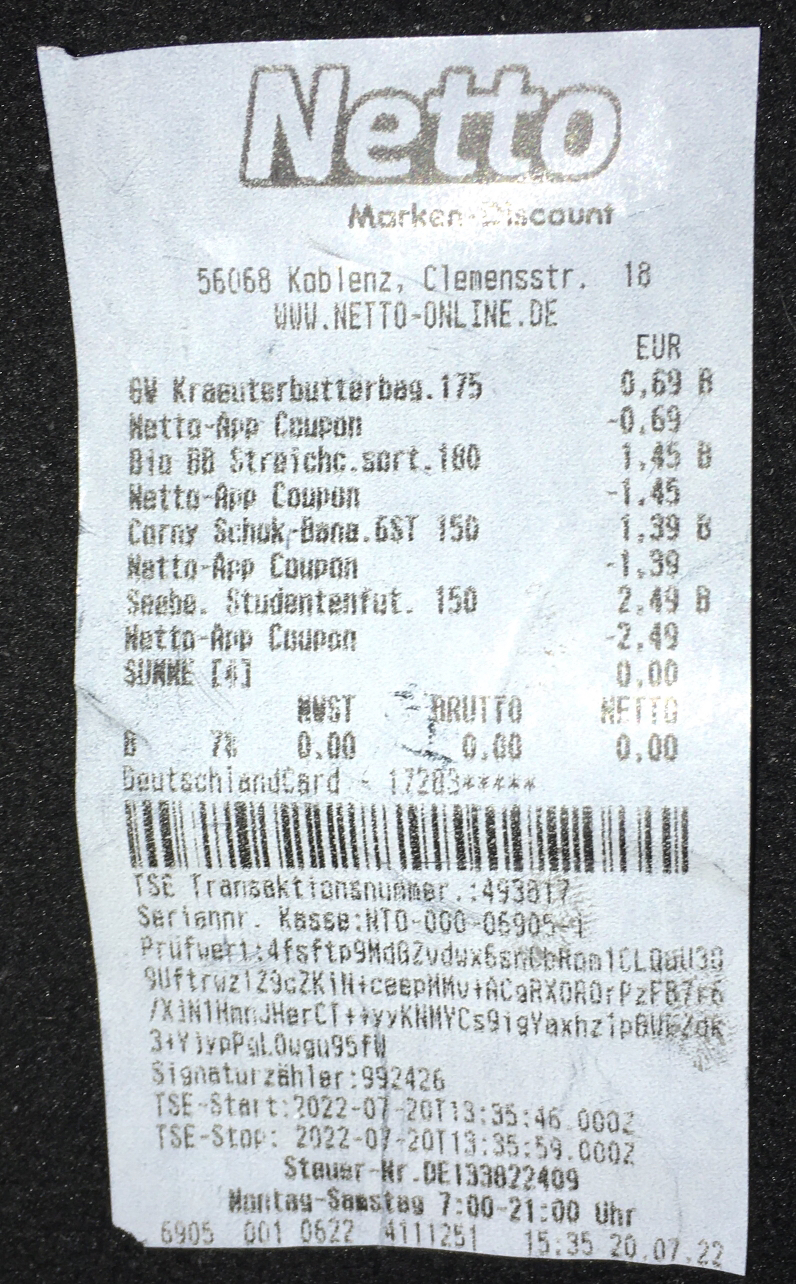 Netto
Marken-Discount
56068 Koblenz, Clemensstr. 18
WWW.NETTO-ONLINE.DE
EUR
GV Kraeuterbutterbag.175 0,69 B
Netto-App Coupon -0,69
Bio BB Streichc.sort.180 1,45 B
Netto-App Coupon -1,45
Corny Schok-Bana.6ST 150 1,39 B
Netto-App Coupon -1,39
Seebe. Studentenfut. 150 2,49 B
Netto-App Coupon -2,49
SUMME [4] 0,00
MWST BRUTTO NETTO
B 7% 0,00 0,00 0,00
DeutschlandCard 17283*****
TSE Transaktionsnummer.:493817
Seriennr. Kasse:NTO-000-06905-1
3+YjvpPgLOwgu95fW
Signaturzähler:992426
TSE-Start:2022-07-20T13:35:46.000Z
TSE-Stop: 2022-07-20T13:35:59.000Z
Steuer-Nr.DE133822409
Montag-Samstag 7:00-21:00 Uhr
6905 001 0622 4111251 15:35 20.07.22